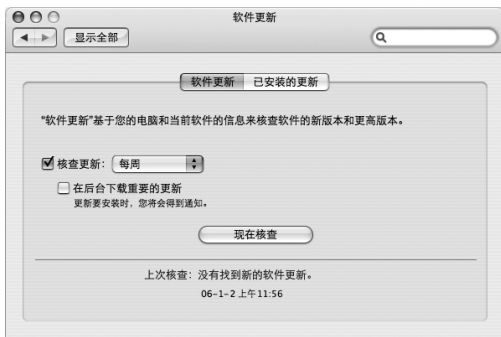 软件更新
显示全部
软件更新 已安装的更新
“软件更新”基于您的电脑和当前软件的信息来核查软件的新版本和更高版本。
核查更新： 每周
在后台下载重要的更新
更新要安装时，您将会得到通知。
现在核查
上次核查：没有找到新的软件更新。
06-1-2 上午11:56